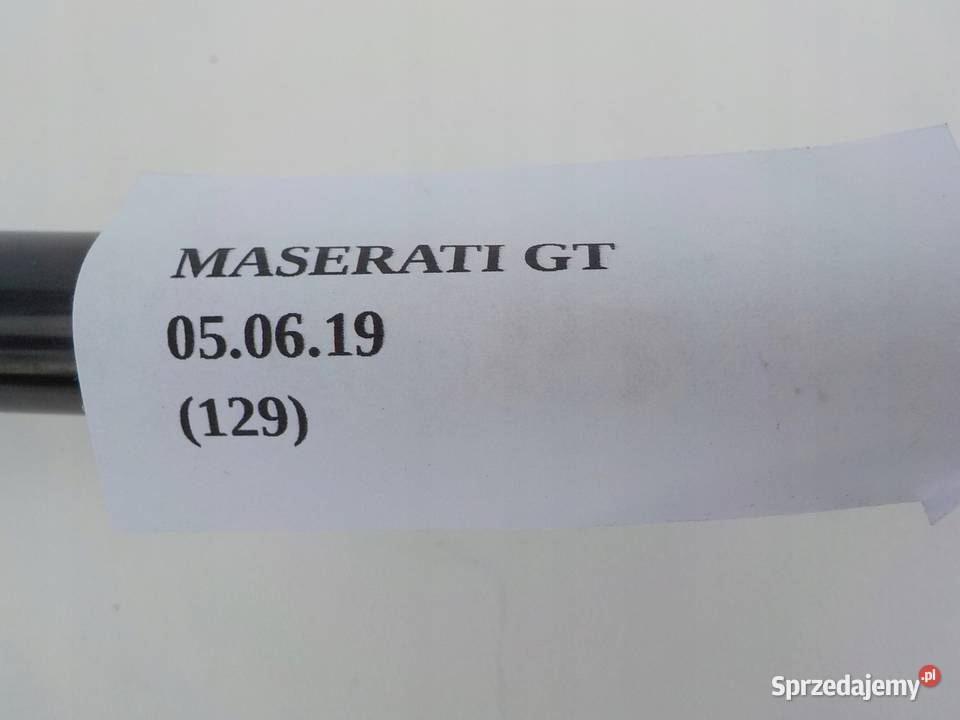 MASERATI GT
05.06.19
(129)
Sprzedajemy.pl